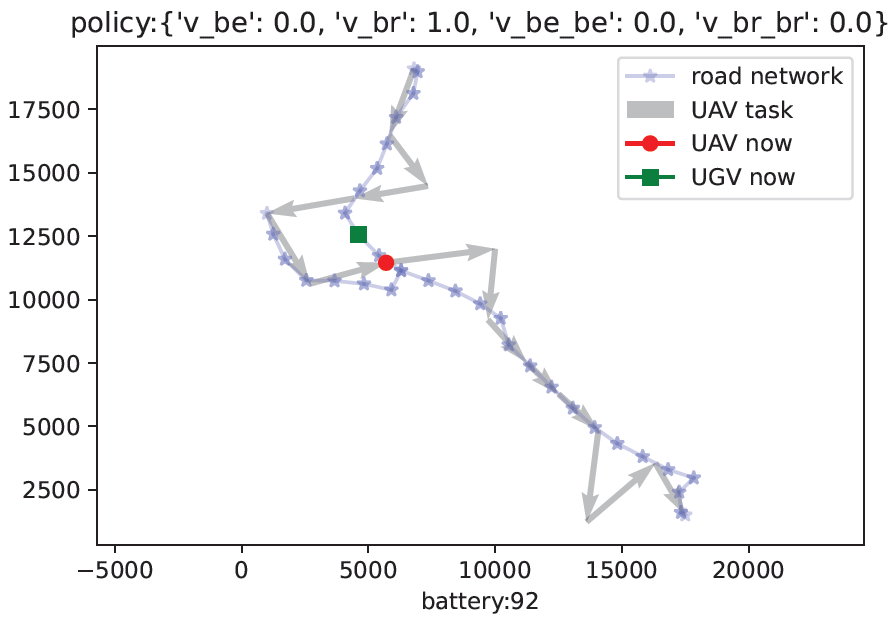 policy:{'v_be': 0.0, 'v_br': 1.0, 'v_be_be': 0.0, 'v_br_br': 0.0}
road network
UAV task
UAV now
UGV now
17500
15000
12500
10000
7500
5000
2500
−5000 0 5000 10000 15000 20000
battery:92